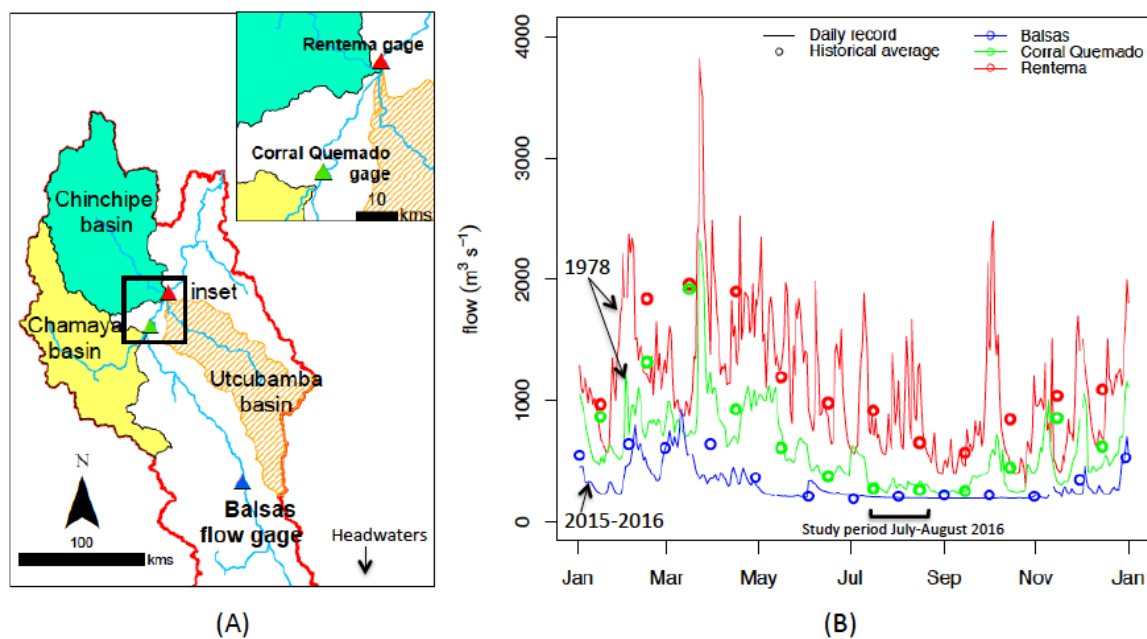 Rentema gage
Corral Quemado
gage
10
kms
Chinchipe
basin
inset
Chamaya
basin
Utcubamba
basin
N
Balsas
flow gage
100
kms
Headwaters
(A)
Daily record
Historical average
Balsas
Corral Quemado
Rentema
flow (m³ s⁻¹)
4000
3000
2000
1000
0
1978
2015-2016
Study period July-August 2016
Jan Mar May Jul Sep Nov Jan
(B)